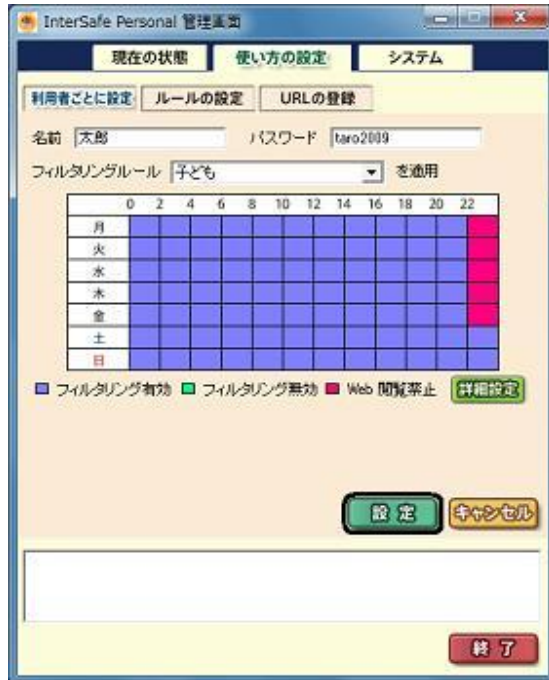 InterSafe Personal 管理画面
現在の状態 使い方の設定 システム
利用者ごとに設定 ルールの設定 URLの登録
名前 太郎 パスワード taro2009
フィルタリングルール 子ども を適用
0 2 4 6 8 10 12 14 16 18 20 22
月
火
水
木
金
土
日
フィルタリング有効 フィルタリング無効 Web 閲覧禁止 詳細設定
設定 キャンセル
終了